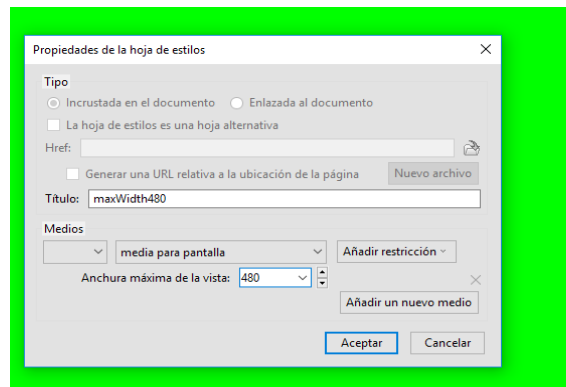 Propiedades de la hoja de estilos
Tipo
Incrustada en el documento Enlazada al documento
La hoja de estilos es una hoja alternativa
Href:
Generar una URL relativa a la ubicación de la página Nuevo archivo
Título: maxWidth480
Medios
media para pantalla Añadir restricción
Anchura máxima de la vista: 480
Añadir un nuevo medio
Aceptar Cancelar